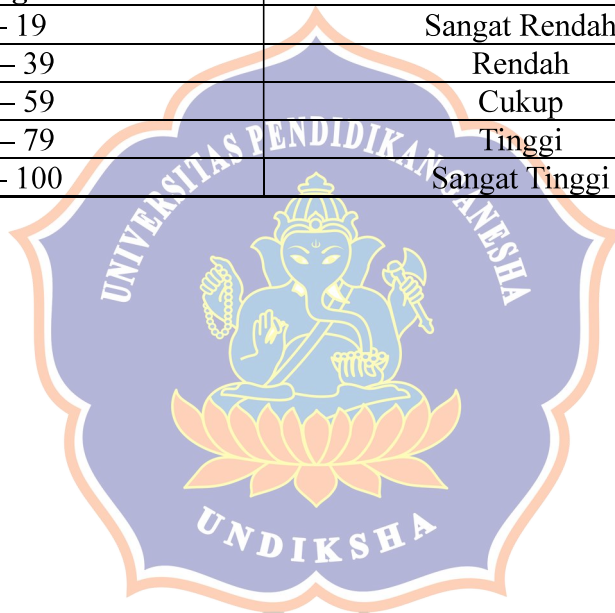 – 19 Sangat Rendah
– 39 Rendah
– 59 Cukup
– 79 Tinggi
– 100 Sangat Tinggi
UNIVERSITAS PENDIDIKAN GANESHA
UNDIKSHA